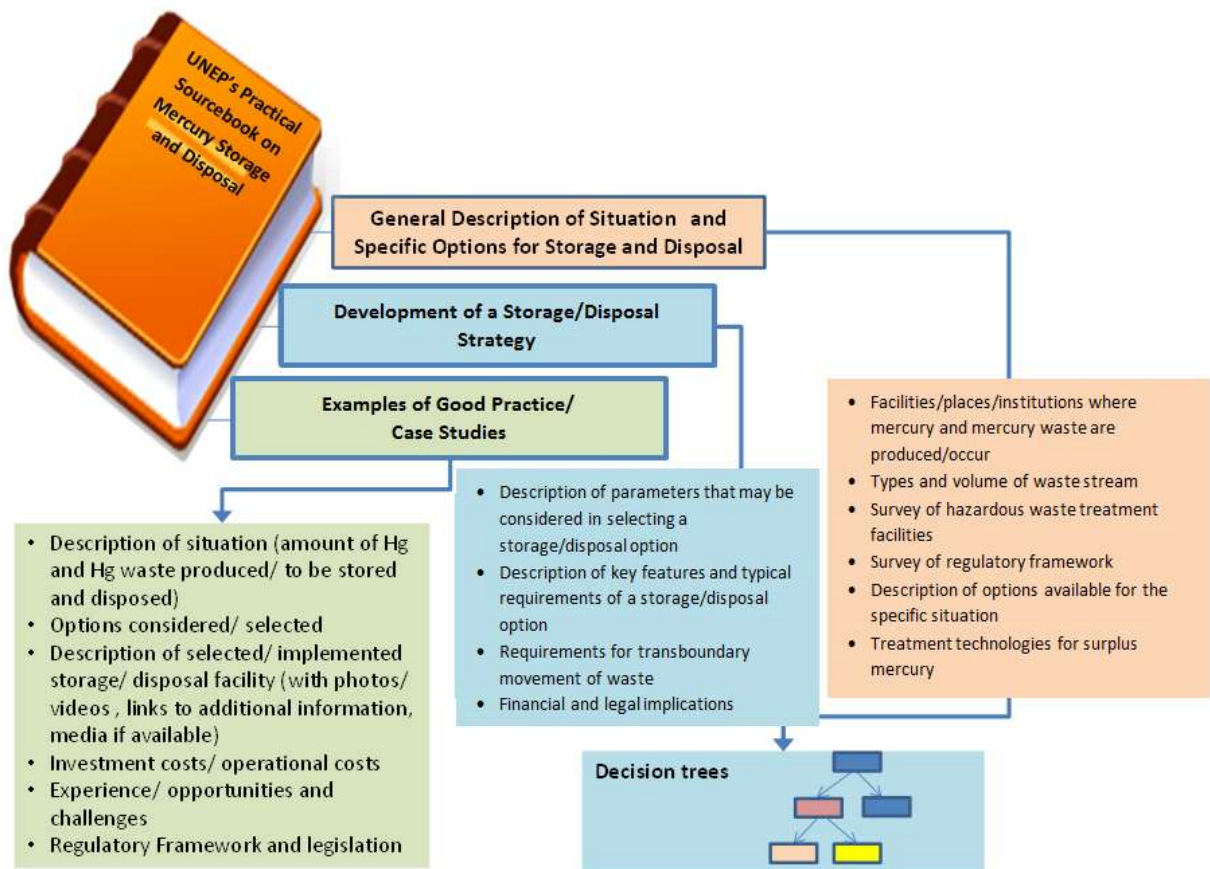 UNEP's Practical
Sourcebook on
Mercury Storage
and Disposal
General Description of Situation and
Specific Options for Storage and Disposal
Development of a Storage/Disposal
Strategy
Examples of Good Practice/
Case Studies
• Facilities/places/institutions where
mercury and mercury waste are
produced/occur
• Types and volume of waste stream
• Survey of hazardous waste treatment
facilities
• Survey of regulatory framework
• Description of options available for the
specific situation
• Treatment technologies for surplus
mercury
• Description of parameters that may be
considered in selecting a
storage/disposal option
• Description of key features and typical
requirements of a storage/disposal
option
• Requirements for transboundary
movement of waste
• Financial and legal implications
• Description of situation (amount of Hg
and Hg waste produced/ to be stored
and disposed)
• Options considered/ selected
• Description of selected/ implemented
storage/ disposal facility (with photos/
videos , links to additional information,
media if available)
• Investment costs/ operational costs
• Experience/ opportunities and
challenges
• Regulatory Framework and legislation
Decision trees